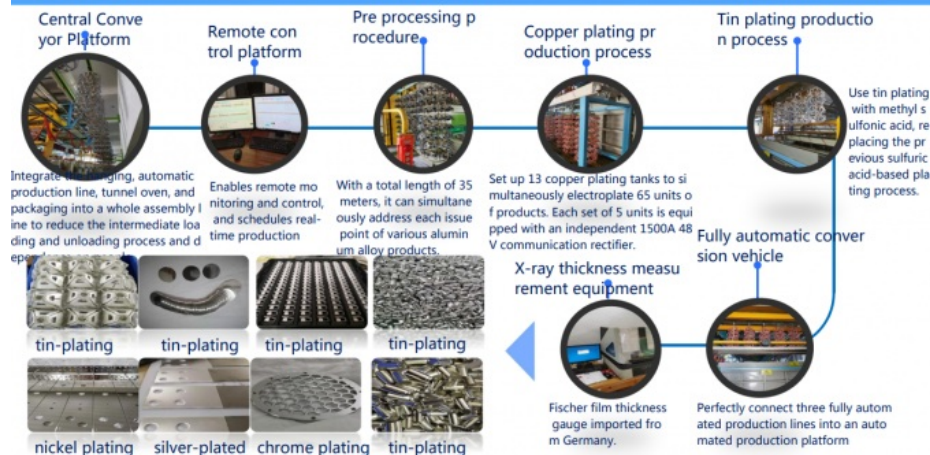 Central Conve
yor Platform
Remote con
trol platform
Pre processing p
rocedure
Copper plating pr
oduction process
Tin plating productio
n process
Integrate the hanging, automatic
production line, tunnel oven, and
packaging into a whole assembly l
ine to reduce the intermediate loa
ding and unloading process and d
Enables remote mo
nitoring and control,
and schedules real-
time production
With a total length of 35
meters, it can simultane
ously address each issue
point of various alumin
um alloy products.
Set up 13 copper plating tanks to si
multaneously electroplate 65 units o
f products. Each set of 5 units is equi
pped with an independent 1500A 48
V communication rectifier.
Use tin plating
with methyl s
ulfonic acid, re
placing the pr
evious sulfuric
acid-based pla
ting process.
Fully automatic conver
sion vehicle
X-ray thickness measu
rement equipment
tin-plating
tin-plating
tin-plating
tin-plating
nickel plating
silver-plated
chrome plating
tin-plating
Fischer film thickness
gauge imported fro
m Germany.
Perfectly connect three fully autom
ated production lines into an auto
mated production platform